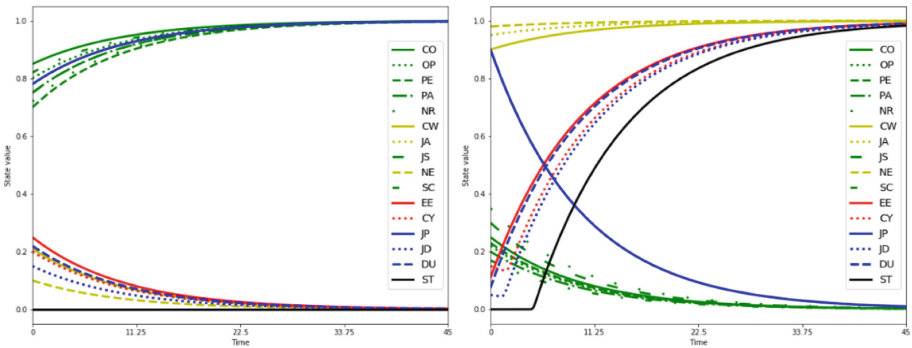 1.0
0.8
0.6
0.4
0.2
0.0
State value
0
11.25
22.5
33.75
45
Time
CO
OP
PE
PA
NR
CW
JA
JS
NE
SC
EE
CY
JP
JD
DU
ST
1.0
0.8
0.6
0.4
0.2
0.0
State value
0
11.25
22.5
33.75
45
Time
CO
OP
PE
PA
NR
CW
JA
JS
NE
SC
EE
CY
JP
JD
DU
ST